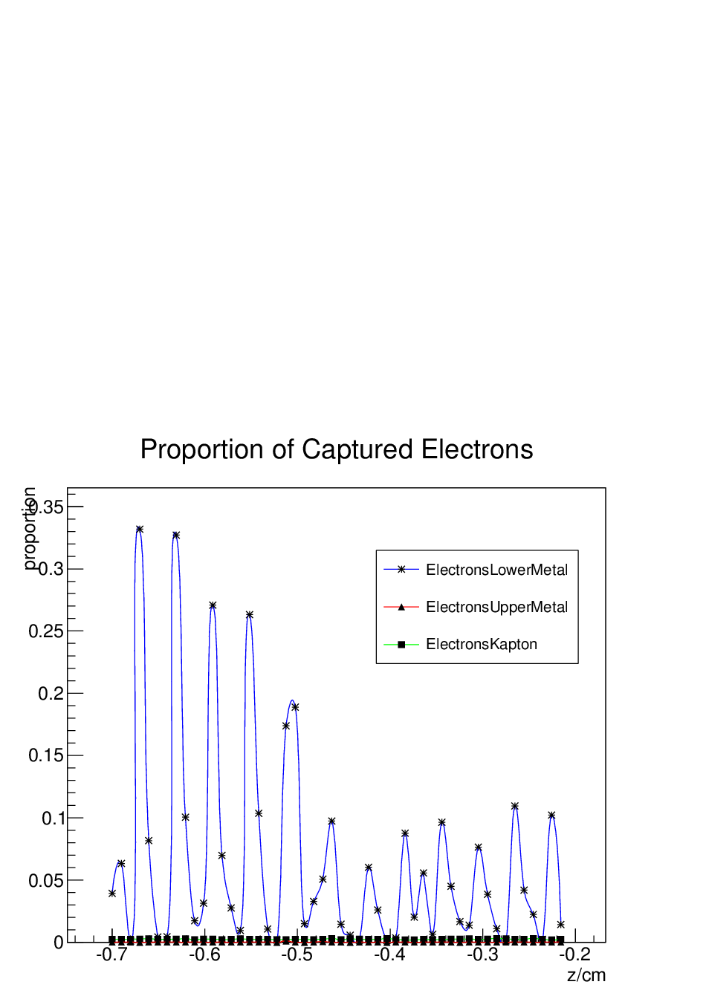 Proportion of Captured Electrons
proportion
0.35
0.3
0.25
0.2
0.15
0.1
0.05
0
ElectronsLowerMetal
ElectronsUpperMetal
ElectronsKapton
-0.7 -0.6 -0.5 -0.4 -0.3 -0.2
z/cm